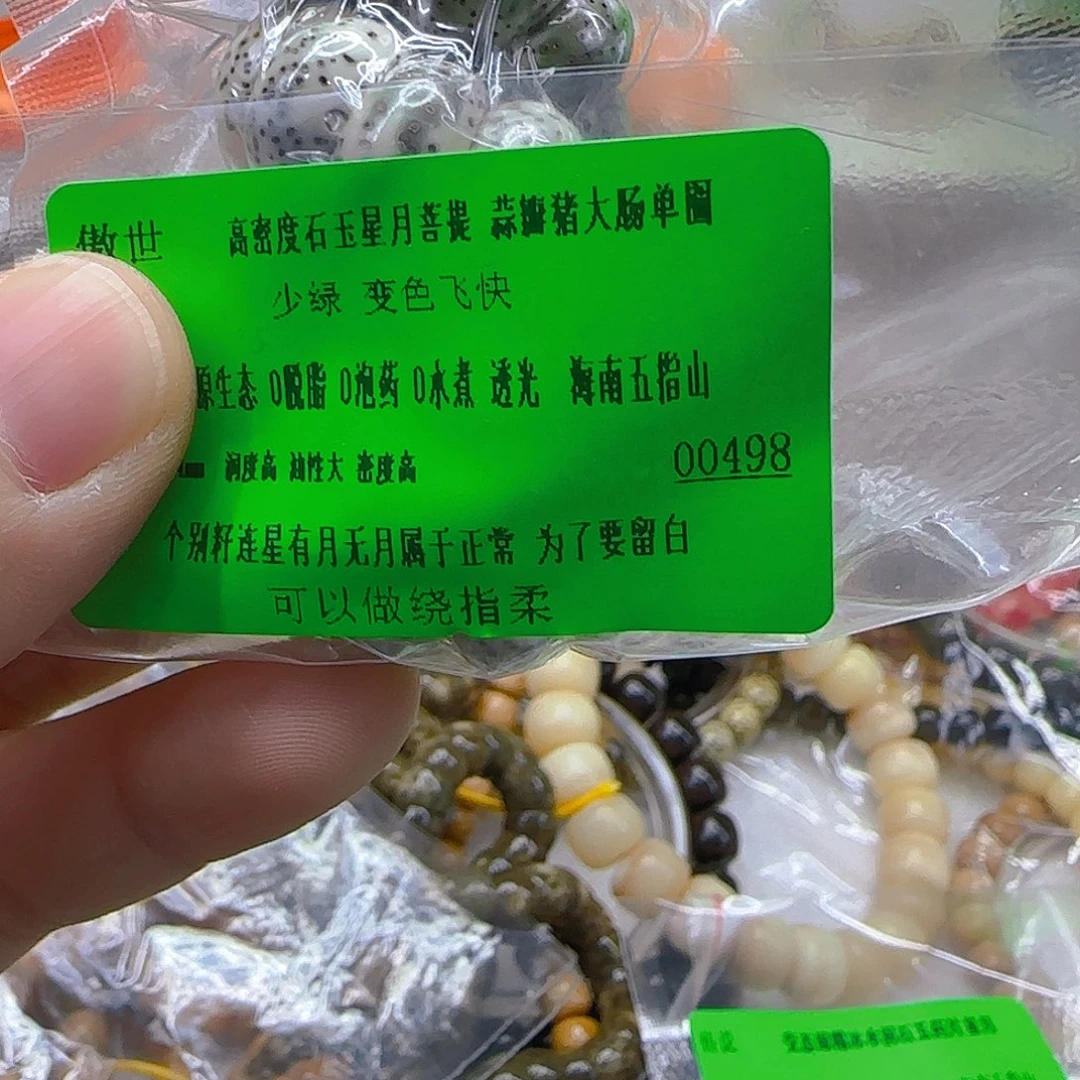 傲世 高密度石玉星月菩提 蒜瓣猪大肠单圈
少绿 变色飞快
原生态 0脱脂 0泡药 0水煮 透光 海南五指山
润度高 油性大 密度高 00498
个别籽连星有月无月属于正常 为了要留白
可以做绕指柔